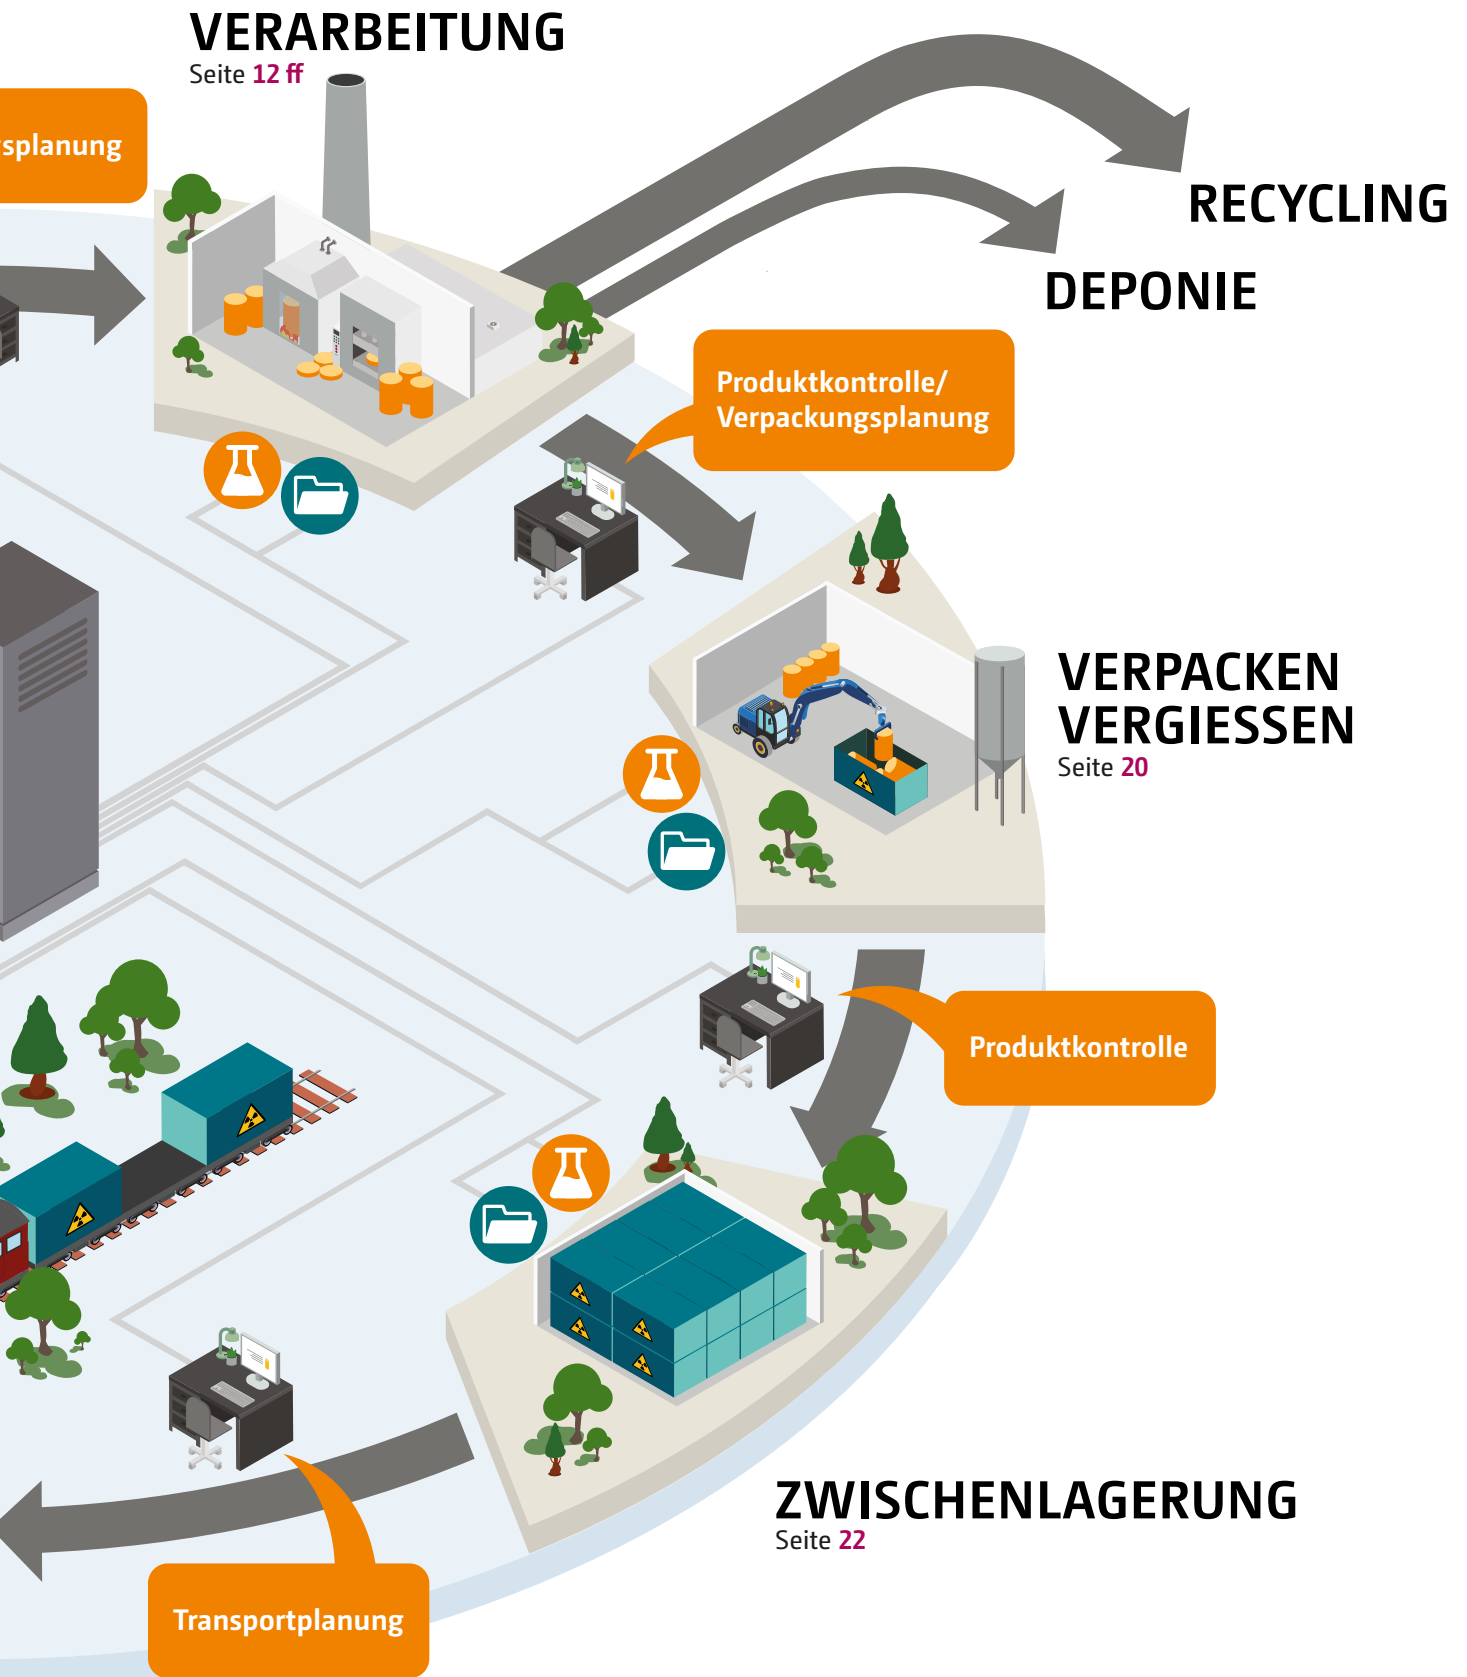 VERARBEITUNG
Seite 12 ff
splanung
RECYCLING
DEPONIE
Produktkontrolle/
Verpackungsplanung
VERPACKEN
VERGIESSEN
Seite 20
Produktkontrolle
ZWISCHENLAGERUNG
Seite 22
Transportplanung